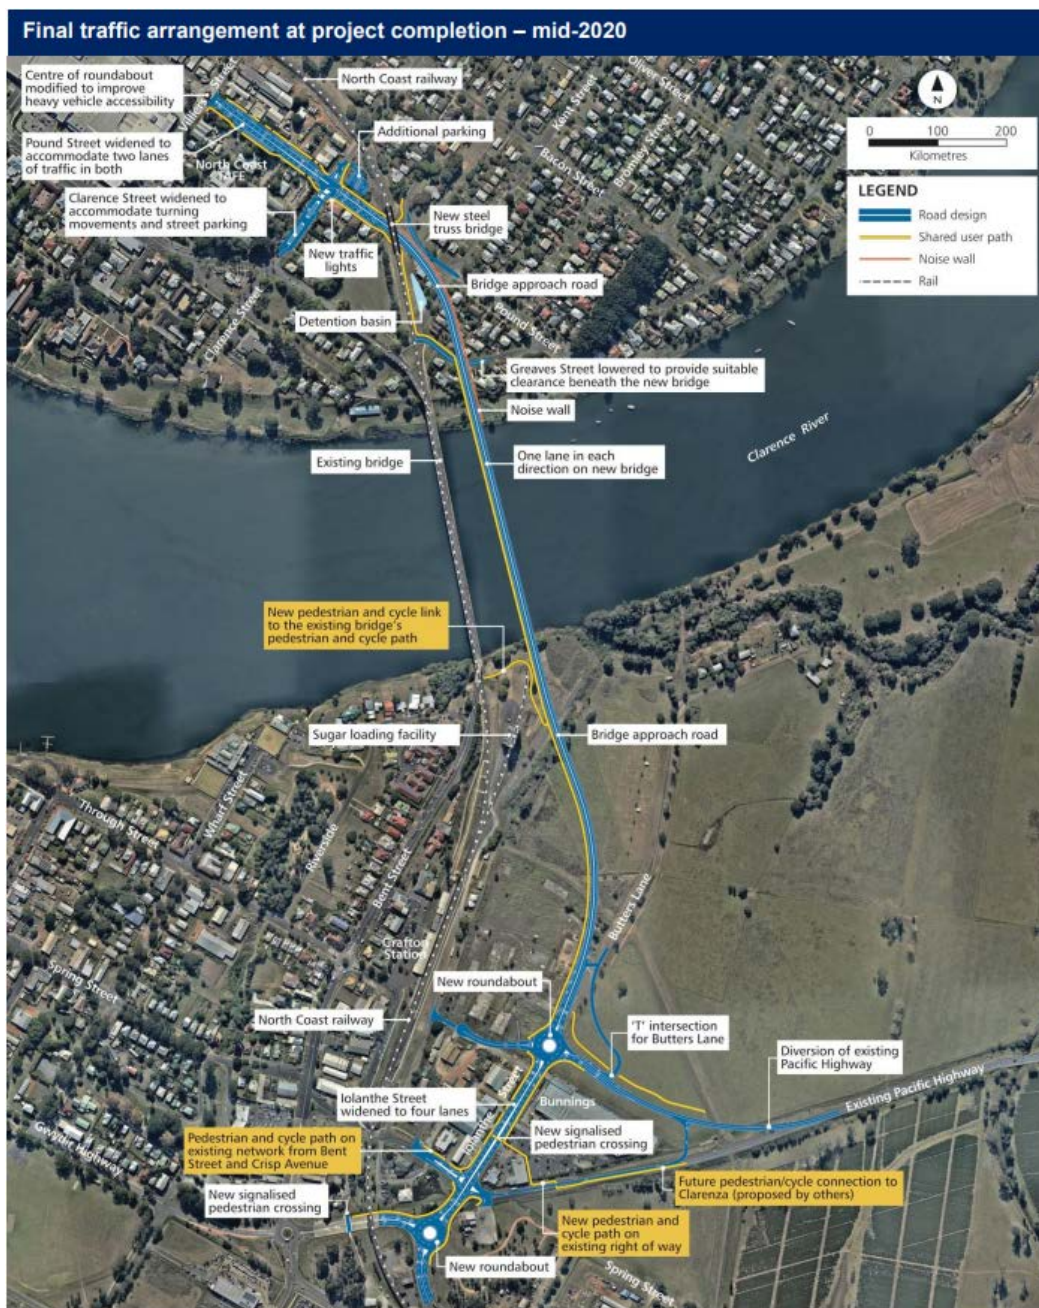 Final traffic arrangement at project completion – mid-2020
Centre of roundabout
modified to improve
heavy vehicle accessibility
North Coast railway
Oliver Street
Kent Street
Villiers Street
Additional parking
N
Pound Street widened to
accommodate two lanes
of traffic in both
North Coast
TAFE
Bacon Street
Bromley Street
0 100 200
Kilometres
LEGEND
Road design
Shared user path
Noise wall
Rail
Clarence Street widened to
accommodate turning
movements and street parking
New steel
truss bridge
New traffic
lights
Bridge approach road
Clarence Street
Detention basin
Pound Street
Greaves Street lowered to provide suitable
clearance beneath the new bridge
Noise wall
Clarence River
Existing bridge
One lane in each
direction on new bridge
New pedestrian and cycle link
to the existing bridge's
pedestrian and cycle path
Sugar loading facility
Bridge approach road
Through Street
Wharf Street
Riverside
Bent Street
Butters Lane
Grafton
Station
Spring Street
New roundabout
North Coast railway
'T' intersection
for Butters Lane
Diversion of existing
Pacific Highway
Existing Pacific Highway
Iolanthe Street
widened to four lanes
Iolanthe Street
Bunnings
New signalised
pedestrian crossing
Gwydir Highway
Pedestrian and cycle path on
existing network from Bent
Street and Crisp Avenue
New signalised
pedestrian crossing
Future pedestrian/cycle connection to
Clarenza (proposed by others)
New pedestrian and
cycle path on
existing right of way
New roundabout
Spring Street